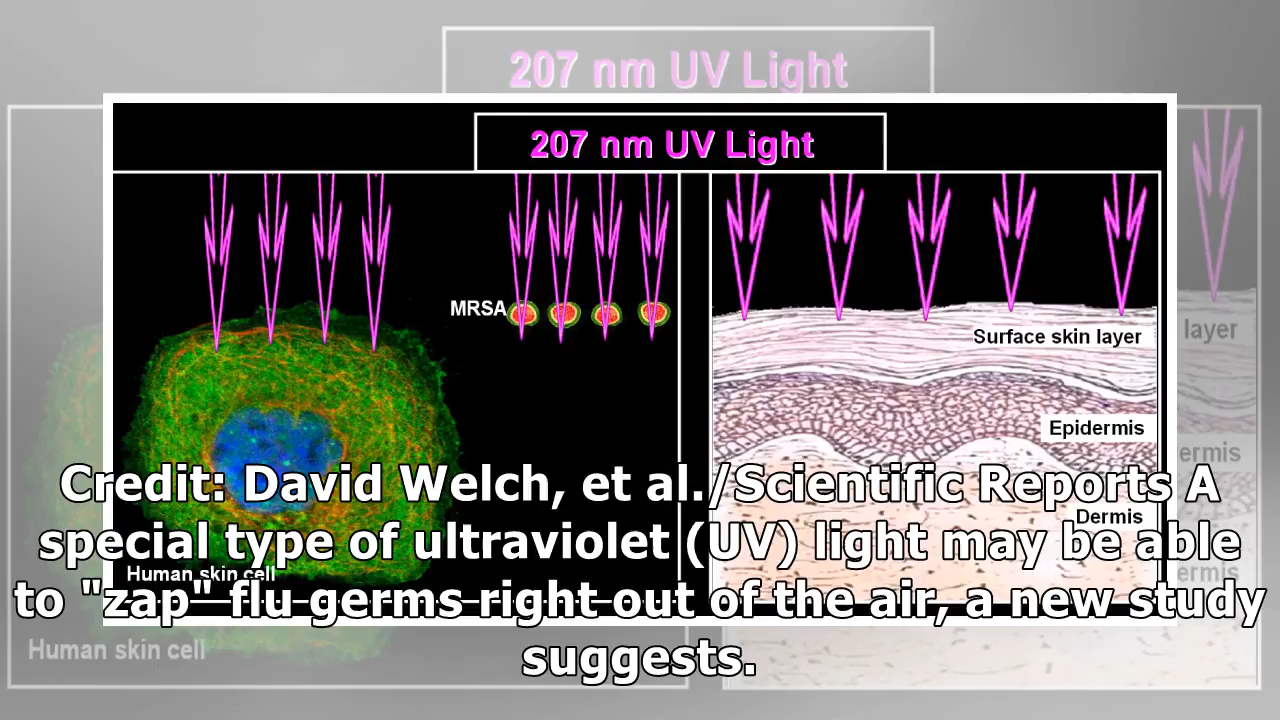 207 nm UV Light
207 nm UV Light
MRSA
Surface skin layer
layer
Epidermis
ermis
Dermis
ermis
Human skin cell
Human skin cell
Credit: David Welch, et al./Scientific Reports A
special type of ultraviolet (UV) light may be able
to "zap" flu germs right out of the air, a new study
suggests.